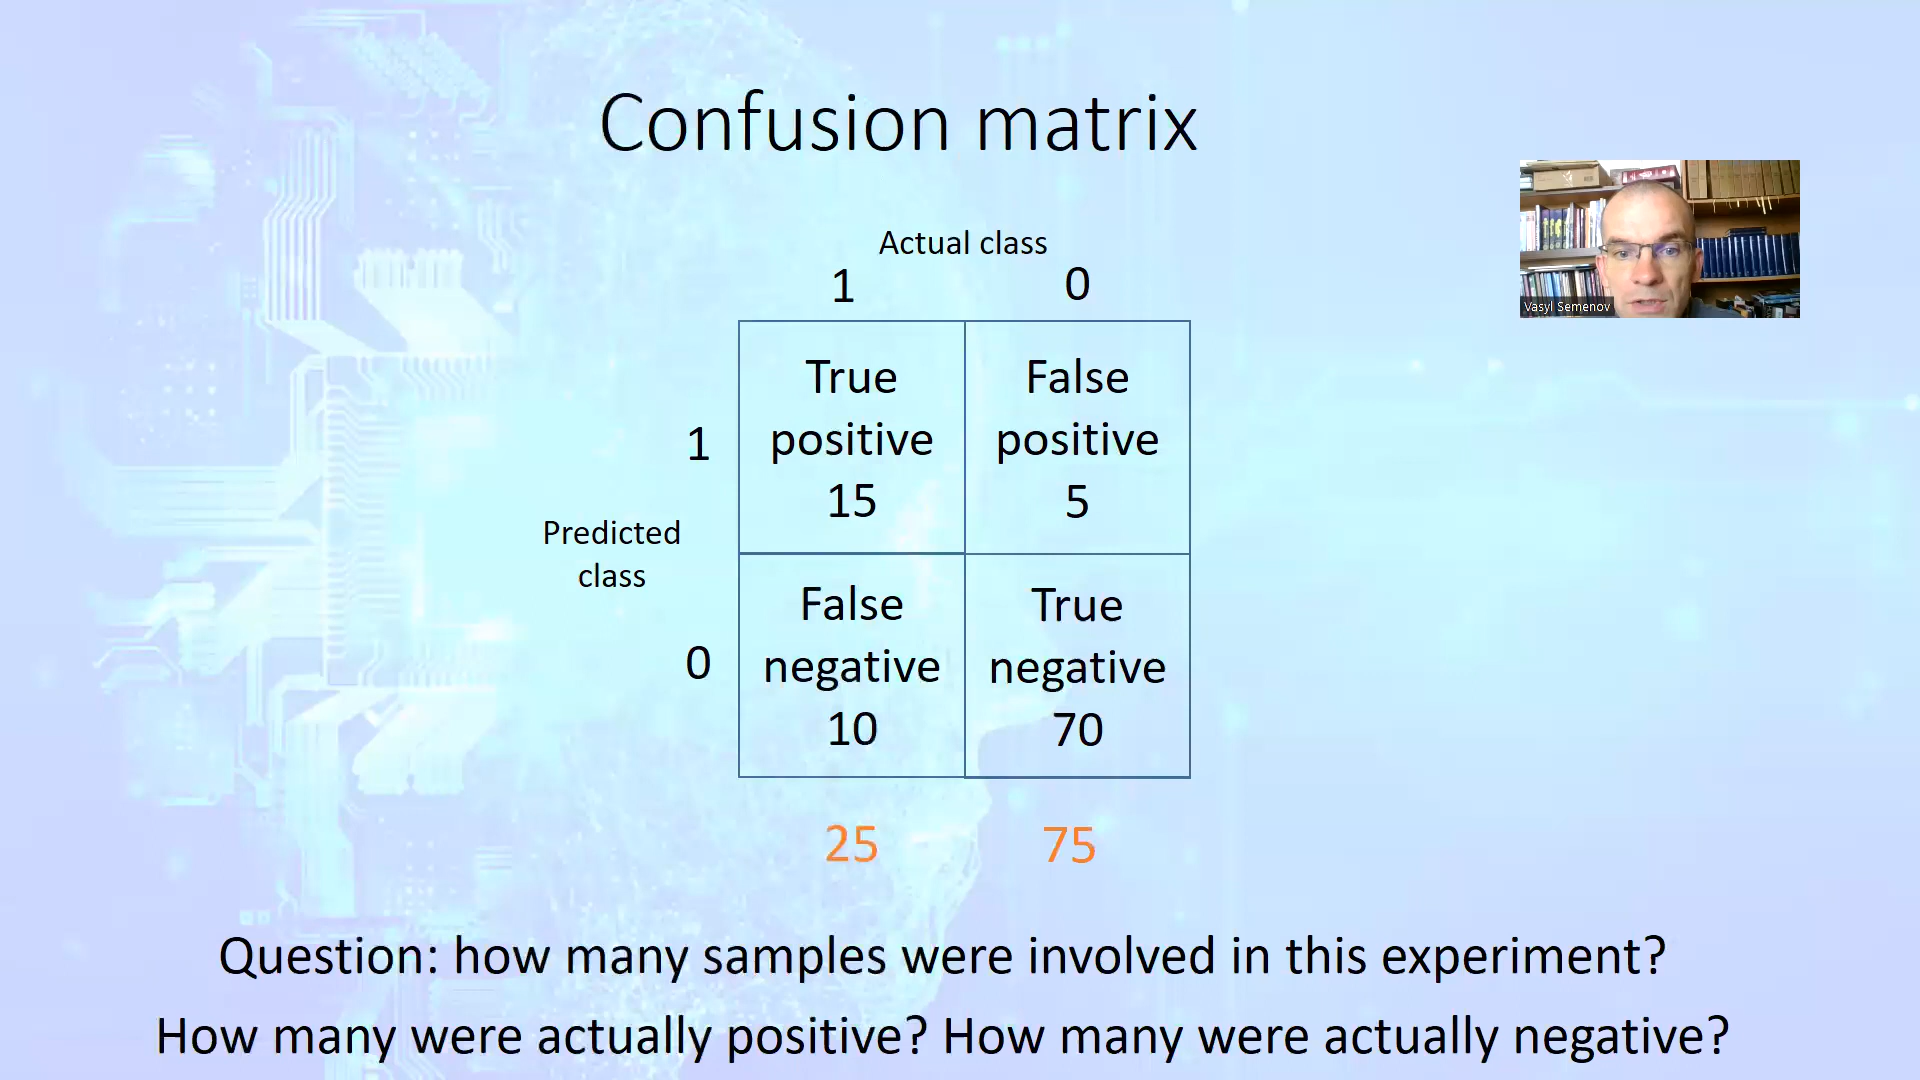 Confusion matrix
Vasyl Semenov
Actual class
1 0
True
positive
15
False
positive
5
1
Predicted
class
0
False
negative
10
True
negative
70
25 75
Question: how many samples were involved in this experiment?
How many were actually positive? How many were actually negative?